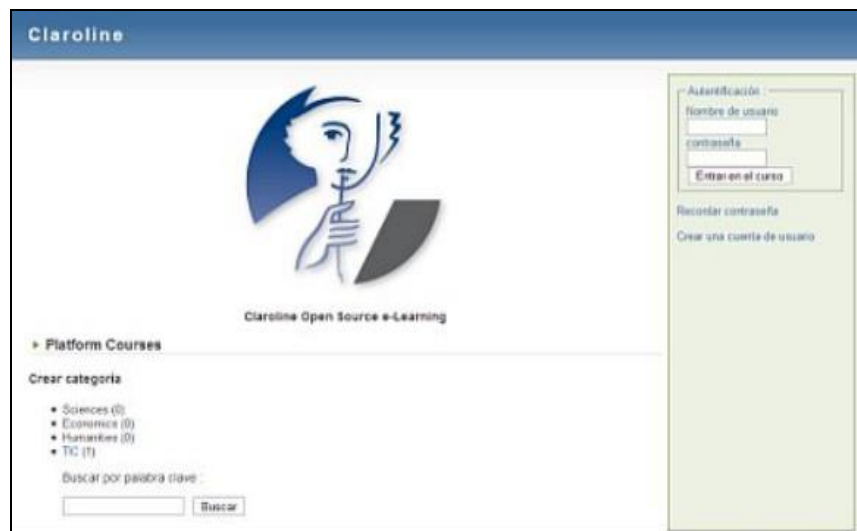 Claroline
Autentificación :
Nombre de usuario
contraseña
Entrar en el curso
Recordar contraseña
Crear una cuenta de usuario
Claroline Open Source e-Learning
Platform Courses
Crear categoría
Sciences (0)
Economics (0)
Humanities (0)
TIC (1)
Buscar por palabra clave :
Buscar